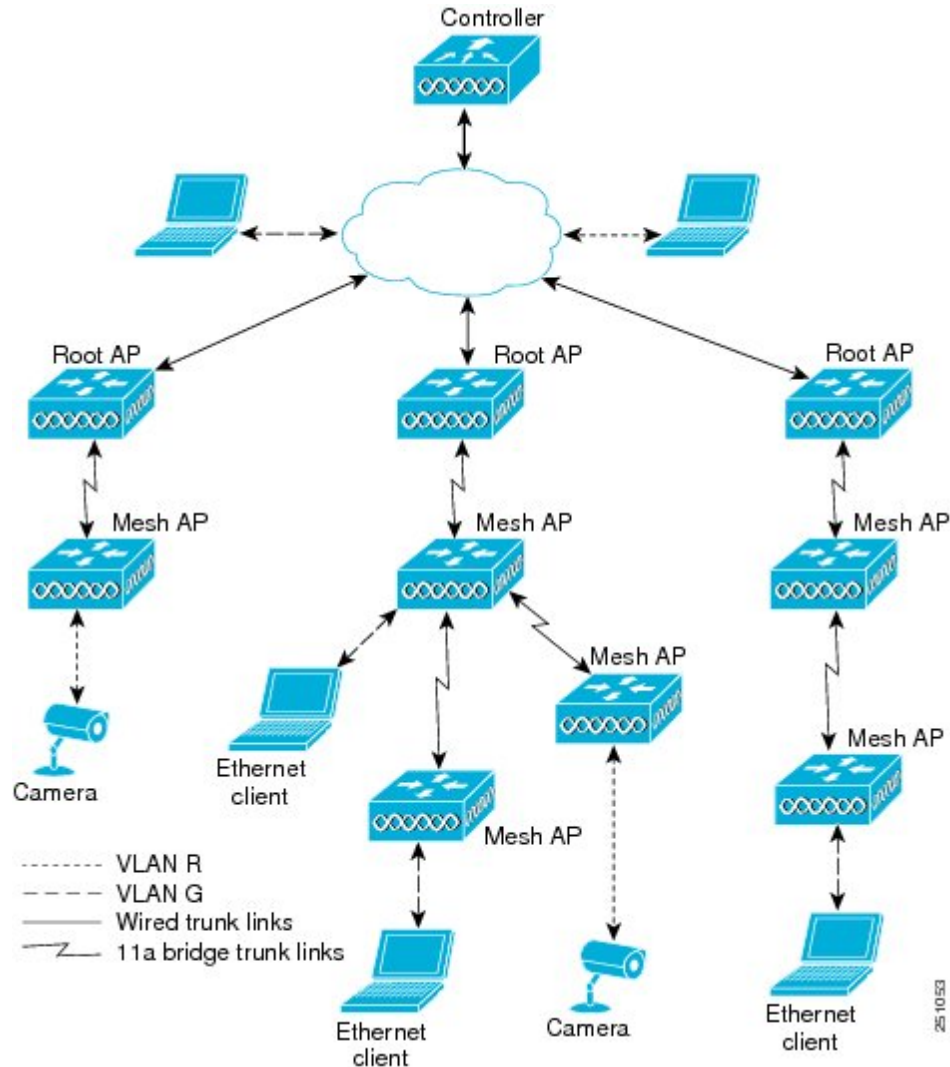 Controller
Root AP
Root AP
Root AP
Mesh AP
Mesh AP
Mesh AP
Mesh AP
Mesh AP
Ethernet
client
Camera
Mesh AP
VLAN R
VLAN G
Wired trunk links
11a bridge trunk links
Ethernet
client
Camera
Ethernet
client
251053